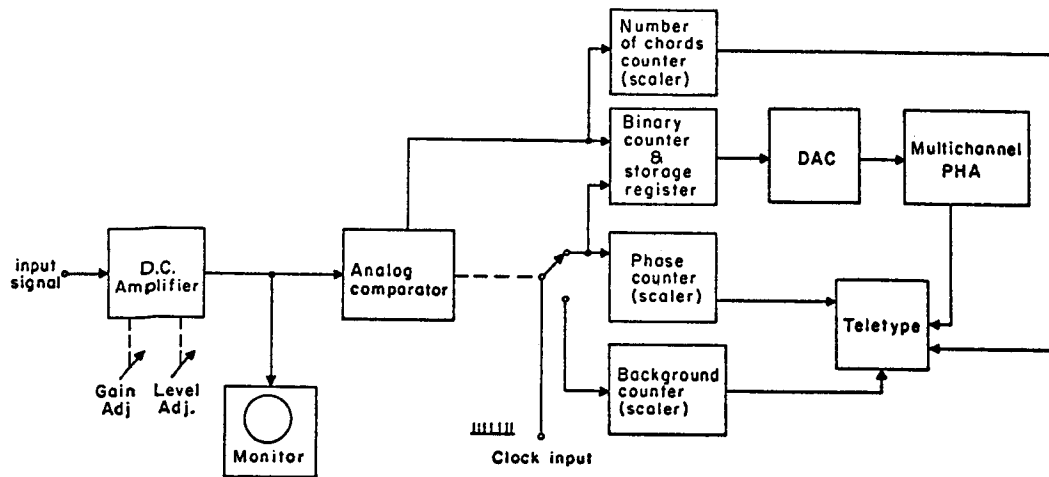 Number
of chords
counter
(scaler)
Binary
counter
&
storage
register
DAC
Multichannel
PHA
input
signal
D.C.
Amplifier
Analog
comparator
Phase
counter
(scaler)
Teletype
Gain
Adj
Level
Adj.
Monitor
Background
counter
(scaler)
Clock input